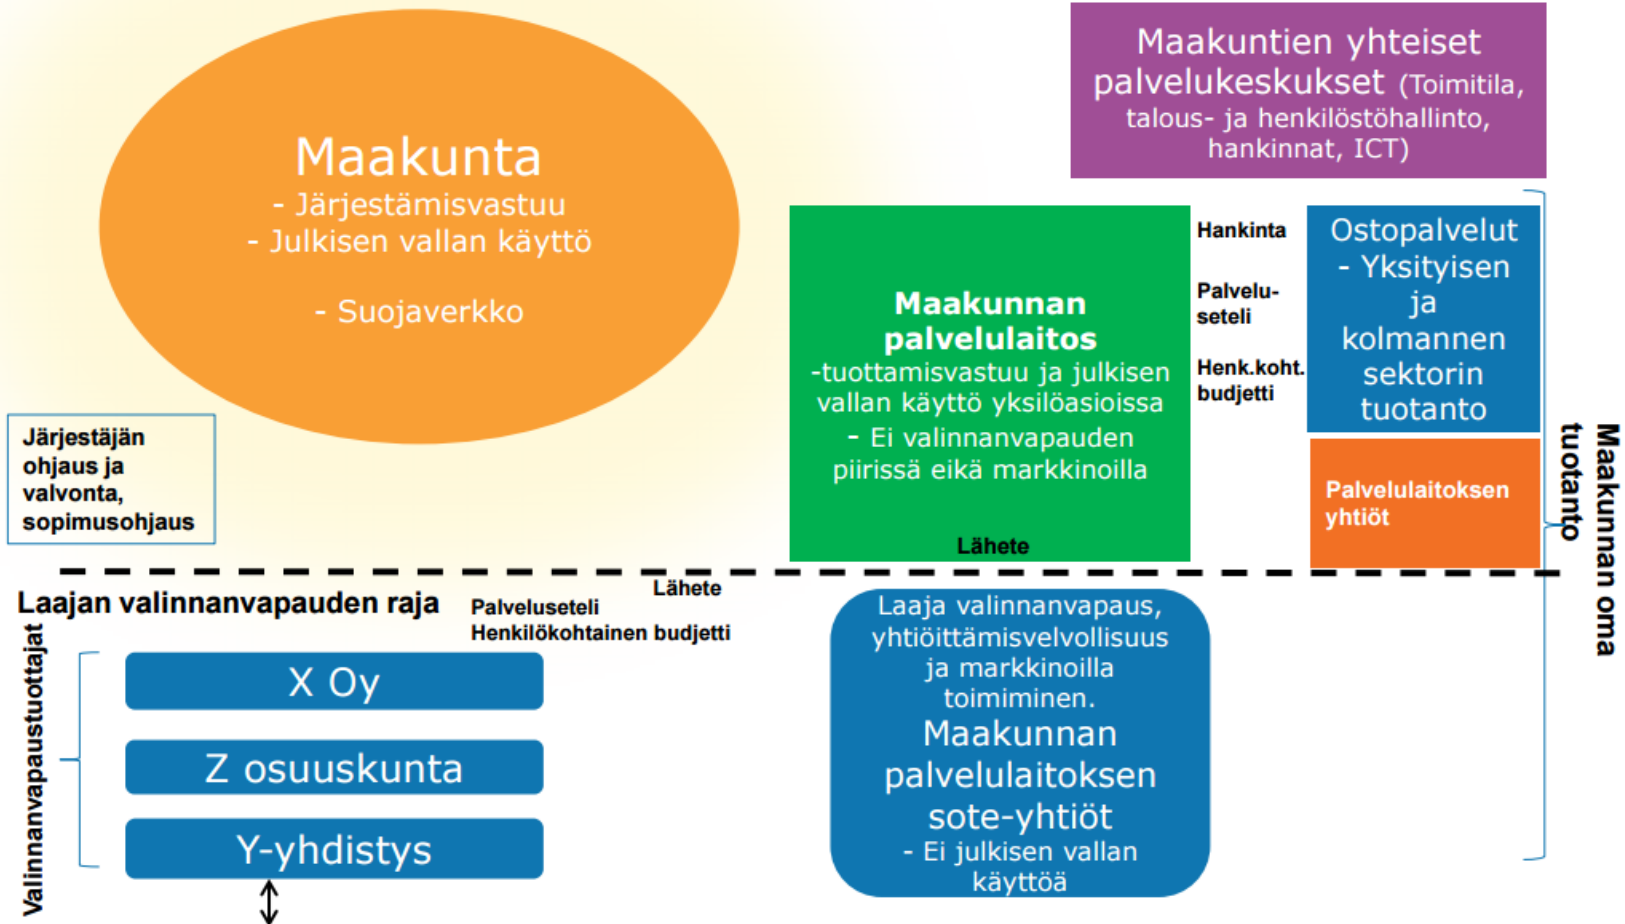 Maakunta
- Järjestämisvastuu
- Julkisen vallan käyttö
- Suojaverkko
Maakuntien yhteiset
palvelukeskukset (Toimitila,
talous- ja henkilöstöhallinto,
hankinnat, ICT)
Maakunnan
palvelulaitos
-tuottamisvastuu ja julkisen
vallan käyttö yksilöasioissa
- Ei valinnanvapauden
piirissä eikä markkinoilla
Lähete
Hankinta
Palvelu-
seteli
Henk.koht.
budjetti
Ostopalvelut
- Yksityisen
ja
kolmannen
sektorin
tuotanto
Palvelulaitoksen
yhtiöt
Maakunnan oma
tuotanto
Järjestäjän
ohjaus ja
valvonta,
sopimusohjaus
Laajan valinnanvapauden raja
Lähete
Palveluseteli
Henkilökohtainen budjetti
Valinnanvapaustuottajat
X Oy
Z osuuskunta
Y-yhdistys
Laaja valinnanvapaus,
yhtiöittämisvelvollisuus
ja markkinoilla
toimiminen.
Maakunnan
palvelulaitoksen
sote-yhtiöt
- Ei julkisen vallan
käyttöä